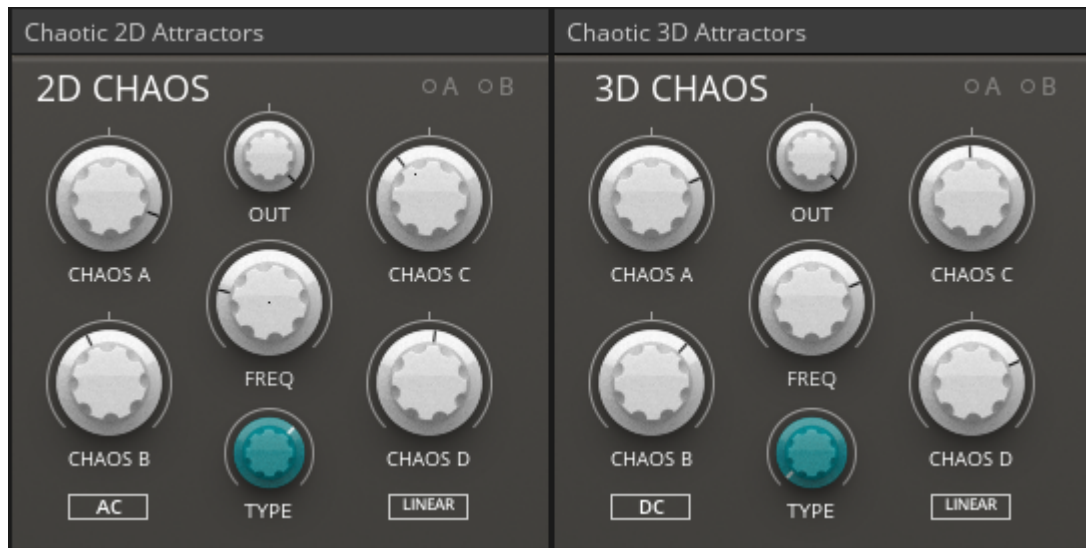 Chaotic 2D Attractors
2D CHAOS
A B
OUT
CHAOS A
CHAOS C
FREQ
CHAOS B
CHAOS D
AC
TYPE
LINEAR
Chaotic 3D Attractors
3D CHAOS
A B
OUT
CHAOS A
CHAOS C
FREQ
CHAOS B
CHAOS D
DC
TYPE
LINEAR